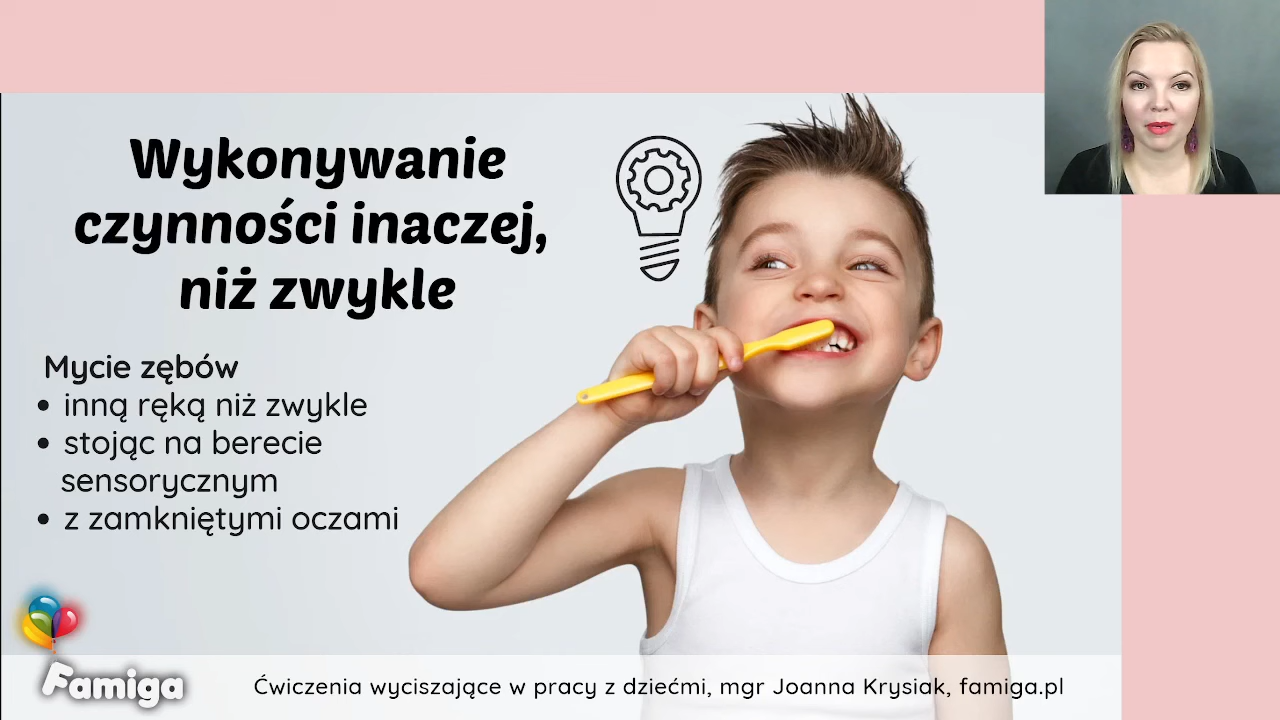 Wykonywanie
czynności inaczej,
niż zwykle
Mycie zębów
• inną ręką niż zwykle
• stojąc na berecie
sensorycznym
• z zamkniętymi oczami
Famiga
Ćwiczenia wyciszające w pracy z dziećmi, mgr Joanna Krysiak, famiga.pl